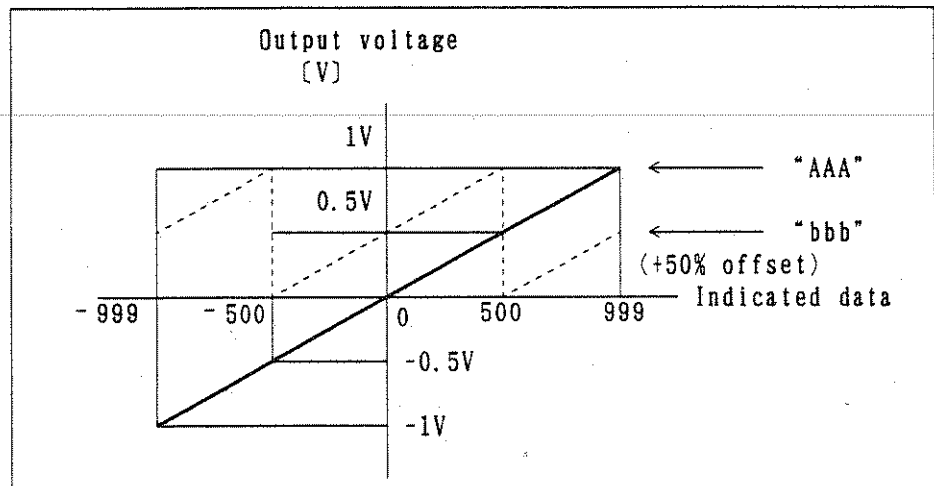 Output voltage
[V]
1V
"AAA"
0.5V
"bbb"
(+50% offset)
-999 -500 0 500 999 Indicated data
-0.5V
-1V